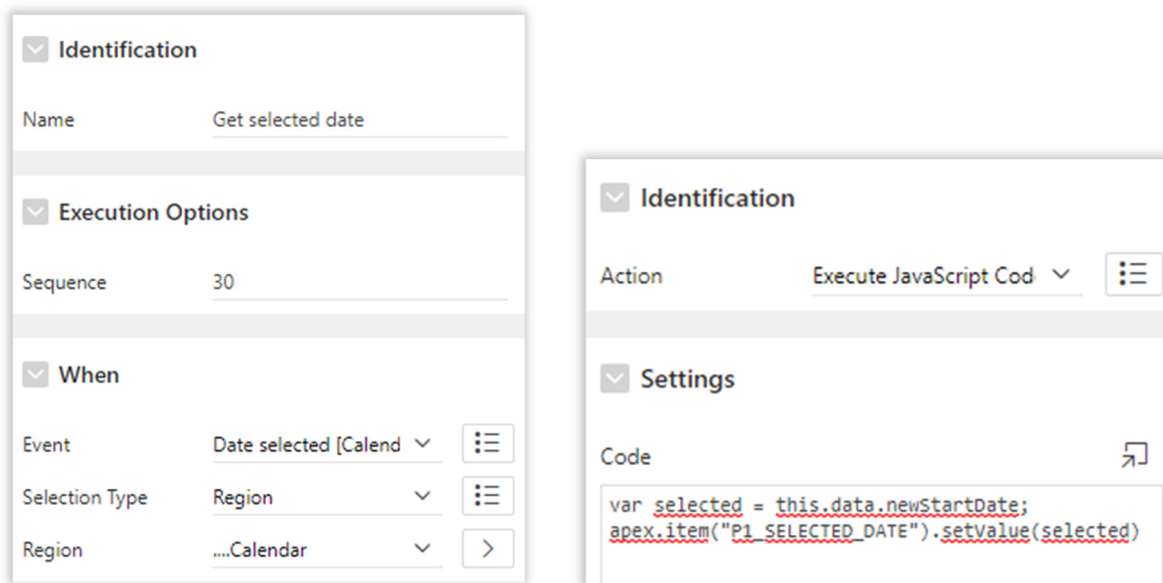 Identification
Name Get selected date
Execution Options
Sequence 30
When
Event Date selected [Calend
Selection Type Region
Region ....Calendar
Identification
Action Execute JavaScript Cod
Settings
Code
var selected = this.data.newStartDate;
apex.item("P1_SELECTED_DATE").setValue(selected)